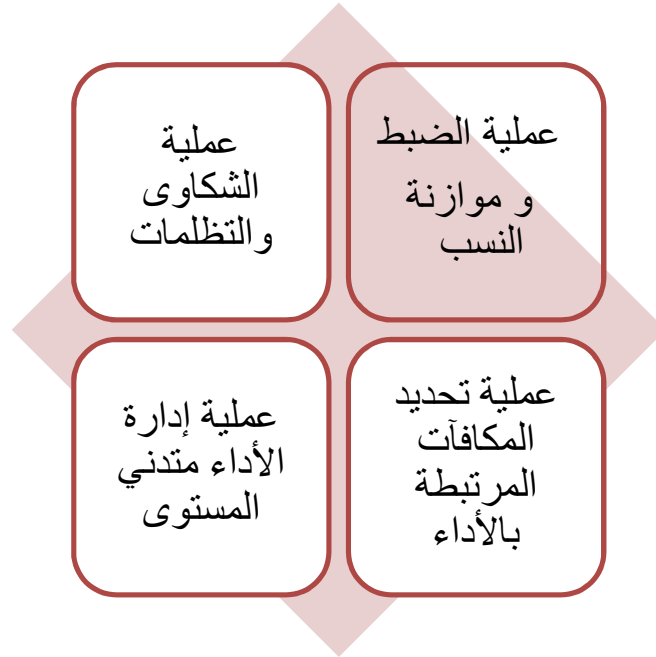 عملية الضبط
و موازنة
النسب
عملية
الشكاوى
والتظلمات
عملية تحديد
المكافآت
المرتبطة
بالأداء
عملية إدارة
الأداء متدني
المستوى